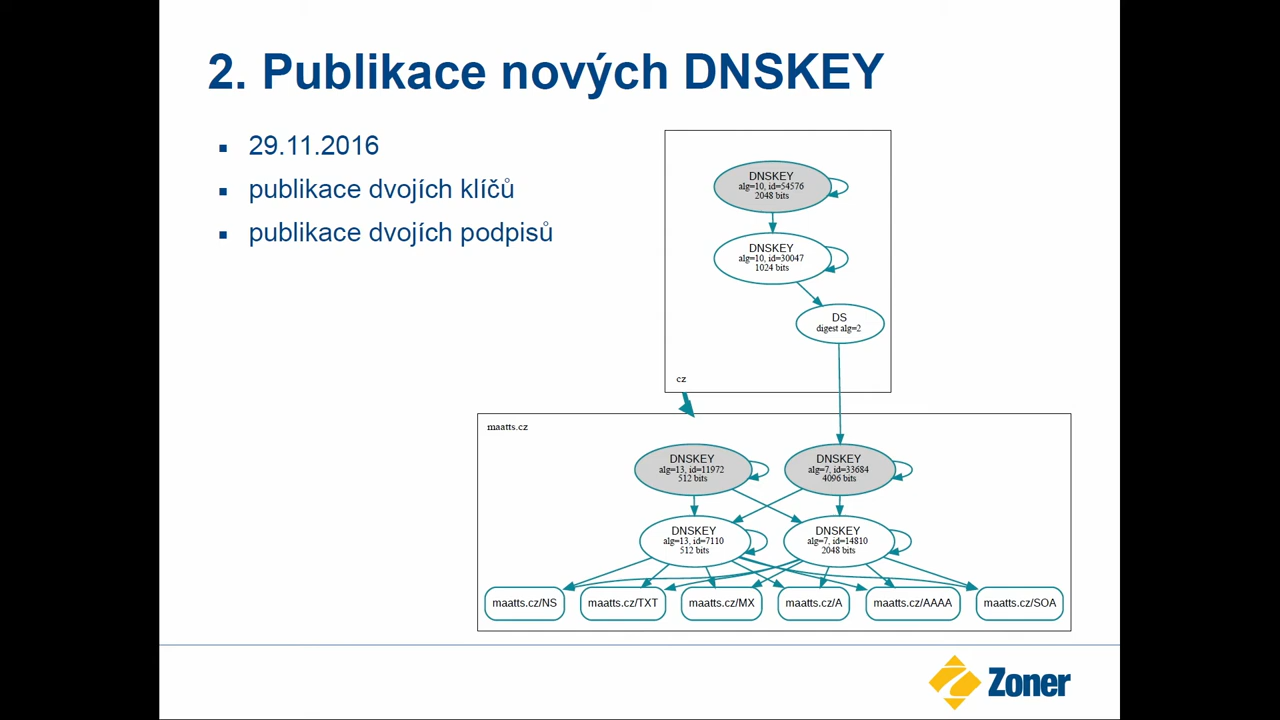 2. Publikace nových DNSKEY
29.11.2016
publikace dvojích klíčů
publikace dvojích podpisů
DNSKEY
alg=10, id=54576
2048 bits
DNSKEY
alg=10, id=30047
1024 bits
DS
digest alg=2
cz
maatts.cz
DNSKEY
alg=13, id=11972
512 bits
DNSKEY
alg=7, id=33684
4096 bits
DNSKEY
alg=13, id=7110
512 bits
DNSKEY
alg=7, id=14810
2048 bits
maatts.cz/NS
maatts.cz/TXT
maatts.cz/MX
maatts.cz/A
maatts.cz/AAAA
maatts.cz/SOA
Zoner